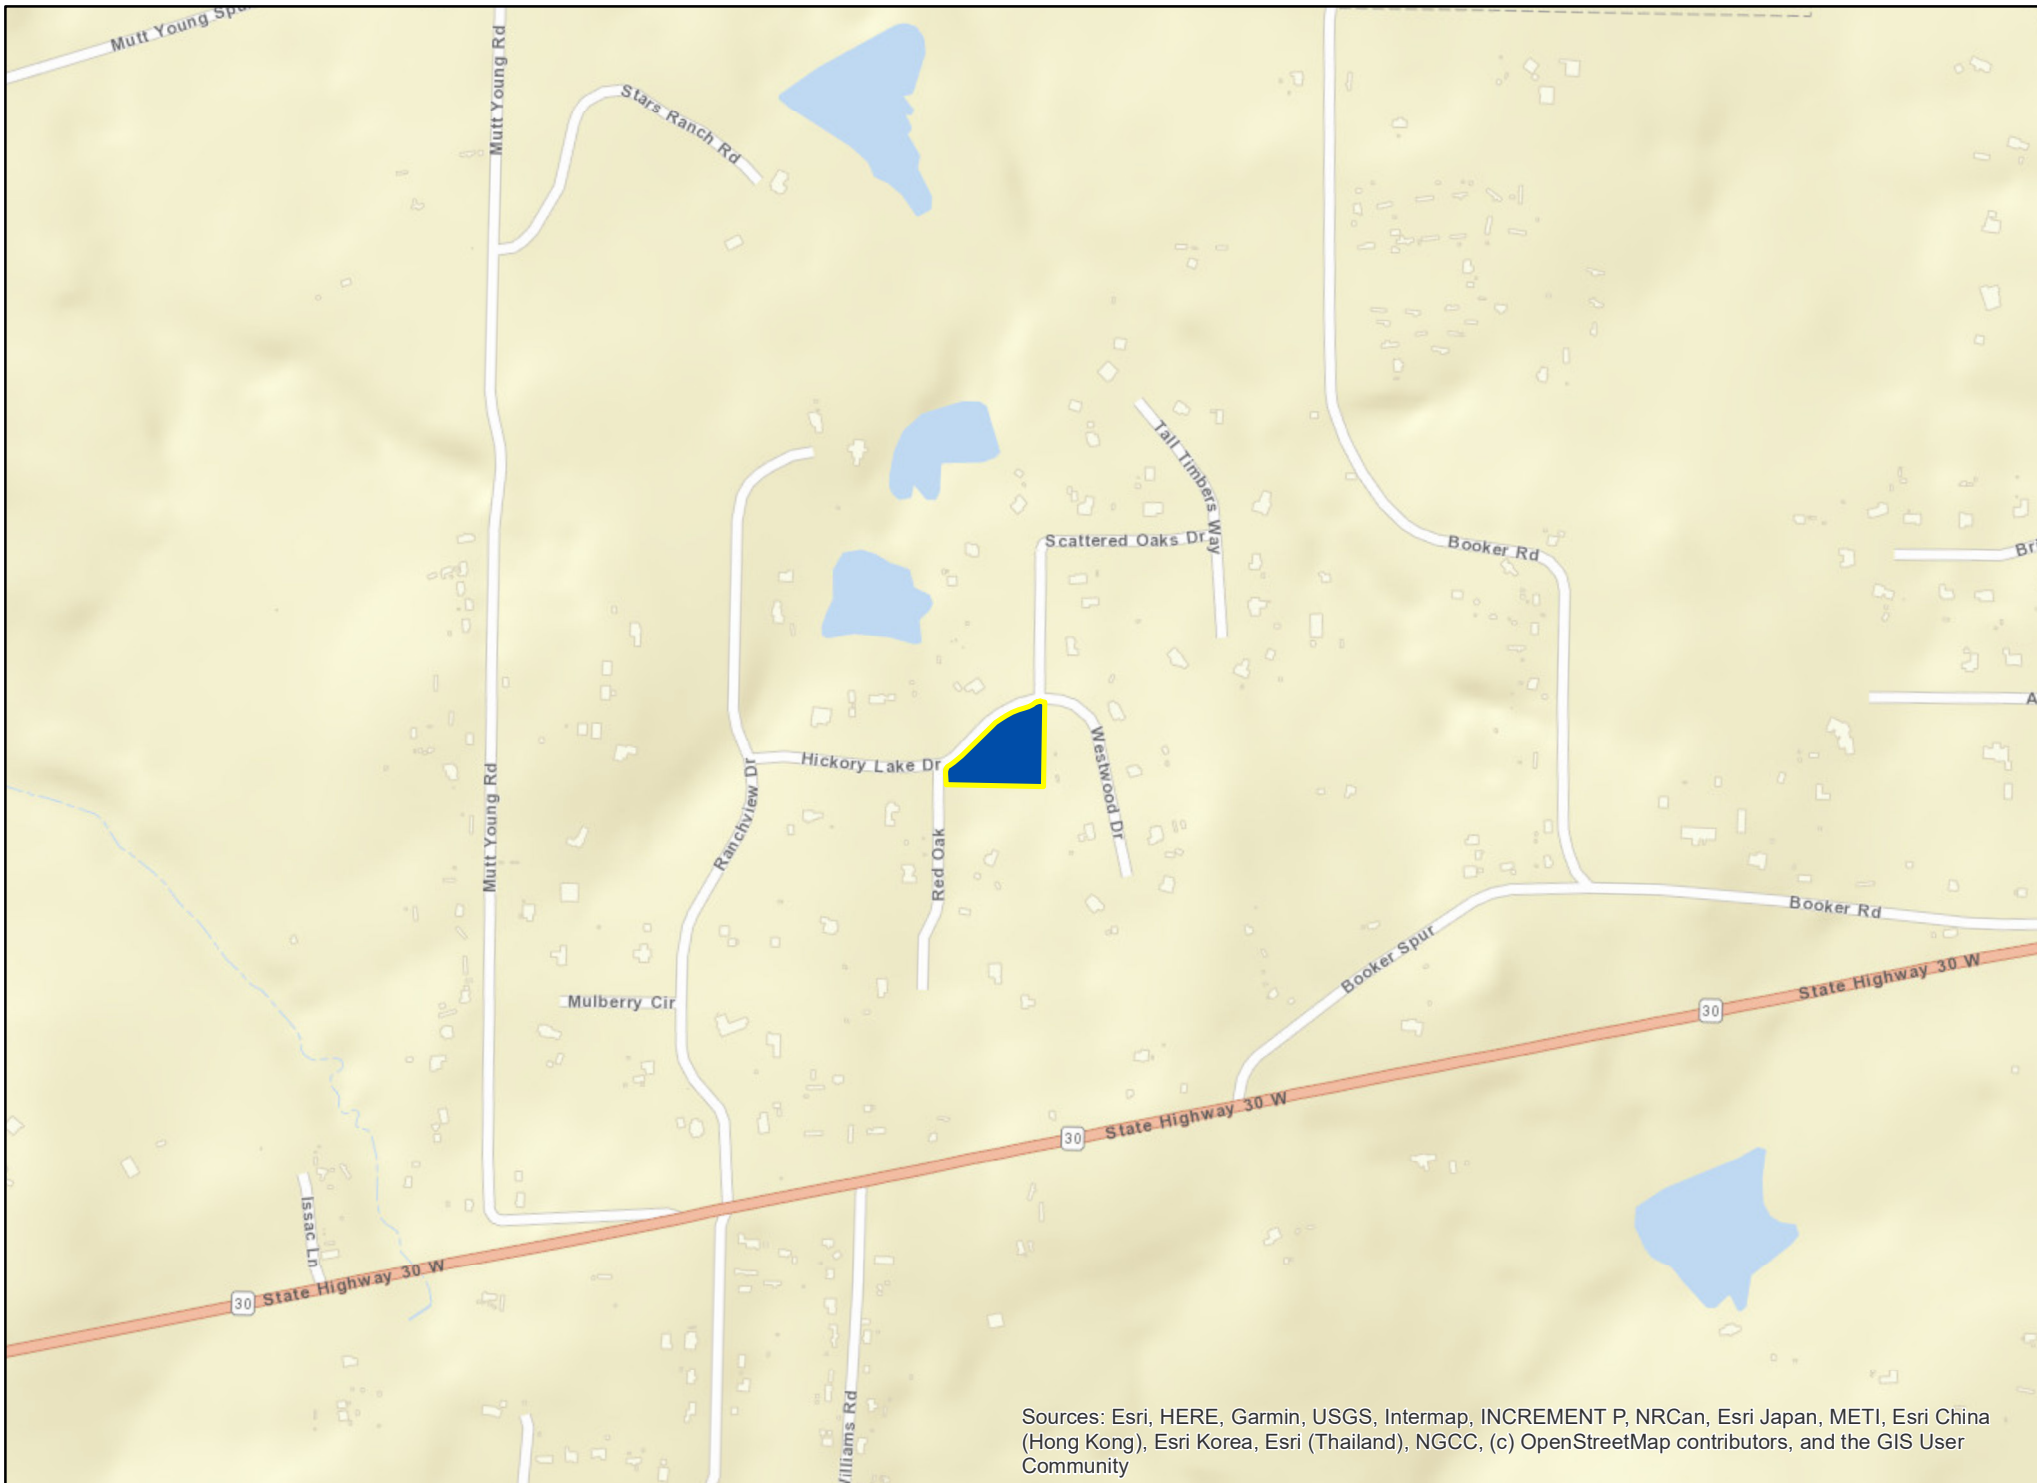 Mutt Young Spu
Mutt Young Rd
Stars Ranch Rd
Tall Timbers Way
Scattered Oaks Dr
Booker Rd
Br
A
Westwood Dr
Hickory Lake Dr
Mutt Young Rd
Ranchview Dr
Red Oak
Booker Rd
Booker Spur
State Highway 30 W
Mulberry Cir
30
State Highway 30 W
30
Issac Ln
State Highway 30 W
30
Williams Rd
Sources: Esri, HERE, Garmin, USGS, Intermap, INCREMENT P, NRCan, Esri Japan, METI, Esri China
(Hong Kong), Esri Korea, Esri (Thailand), NGCC, (c) OpenStreetMap contributors, and the GIS User
Community